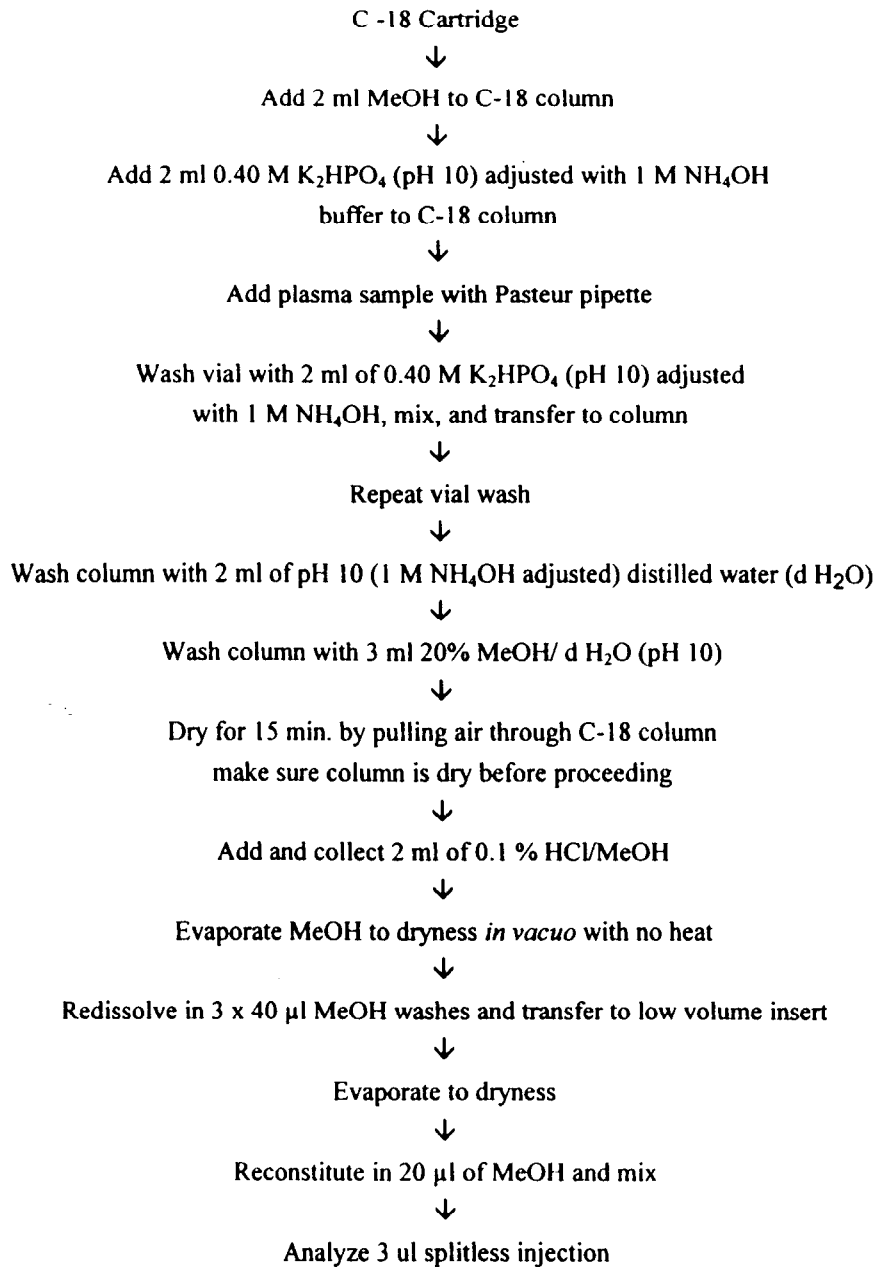 C -18 Cartridge
↓
Add 2 ml MeOH to C-18 column
↓
Add 2 ml 0.40 M K₂HPO₄ (pH 10) adjusted with 1 M NH₄OH
buffer to C-18 column
↓
Add plasma sample with Pasteur pipette
↓
Wash vial with 2 ml of 0.40 M K₂HPO₄ (pH 10) adjusted
with 1 M NH₄OH, mix, and transfer to column
↓
Repeat vial wash
↓
Wash column with 2 ml of pH 10 (1 M NH₄OH adjusted) distilled water (d H₂O)
↓
Wash column with 3 ml 20% MeOH/ d H₂O (pH 10)
↓
Dry for 15 min. by pulling air through C-18 column
make sure column is dry before proceeding
↓
Add and collect 2 ml of 0.1 % HCl/MeOH
↓
Evaporate MeOH to dryness in vacuo with no heat
↓
Redissolve in 3 x 40 µl MeOH washes and transfer to low volume insert
↓
Evaporate to dryness
↓
Reconstitute in 20 µl of MeOH and mix
↓
Analyze 3 ul splitless injection